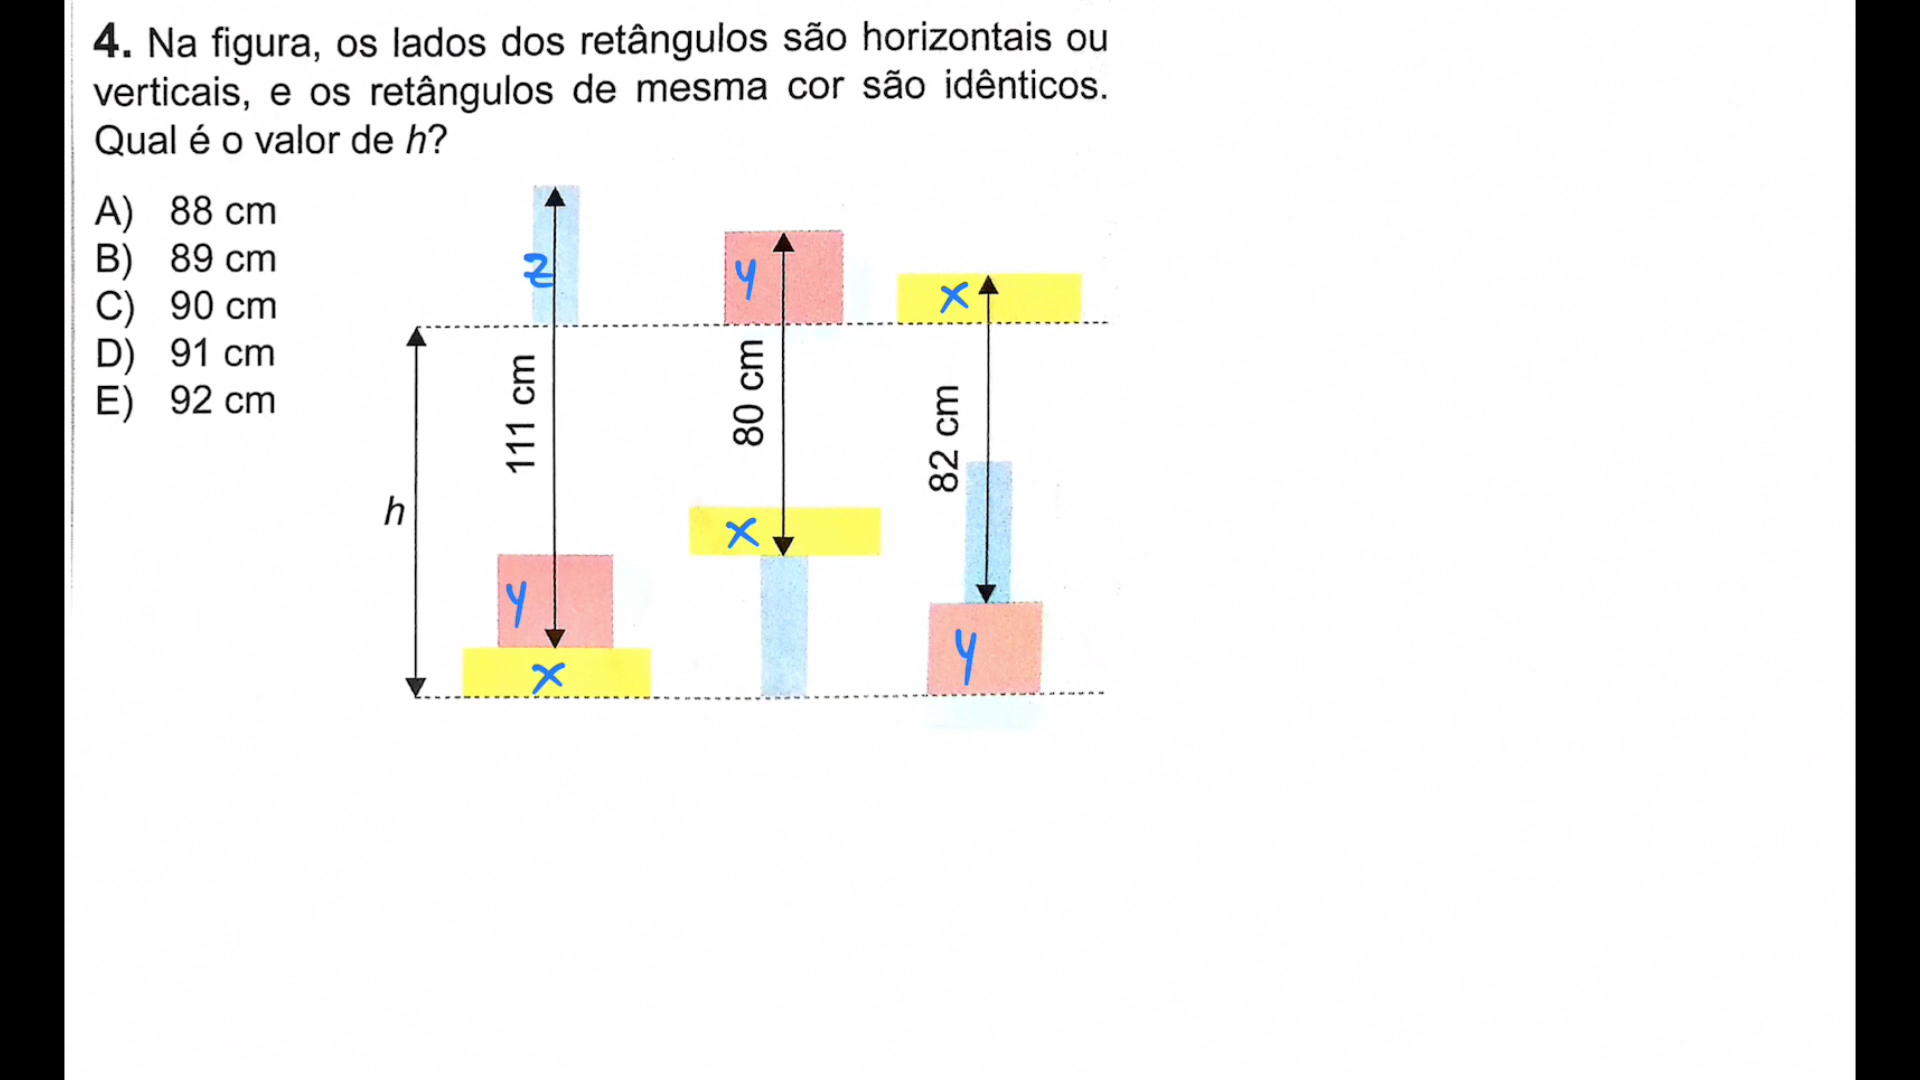 4. Na figura, os lados dos retângulos são horizontais ou
verticais, e os retângulos de mesma cor são idênticos.
Qual é o valor de h?
A) 88 cm
B) 89 cm
C) 90 cm
D) 91 cm
E) 92 cm
z
y
x
111 cm
80 cm
82 cm
h
x
y
x
y